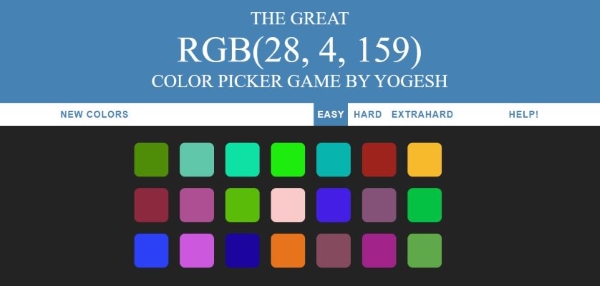 THE GREAT
RGB(28, 4, 159)
COLOR PICKER GAME BY YOGESH
NEW COLORS EASY HARD EXTRAHARD HELP!